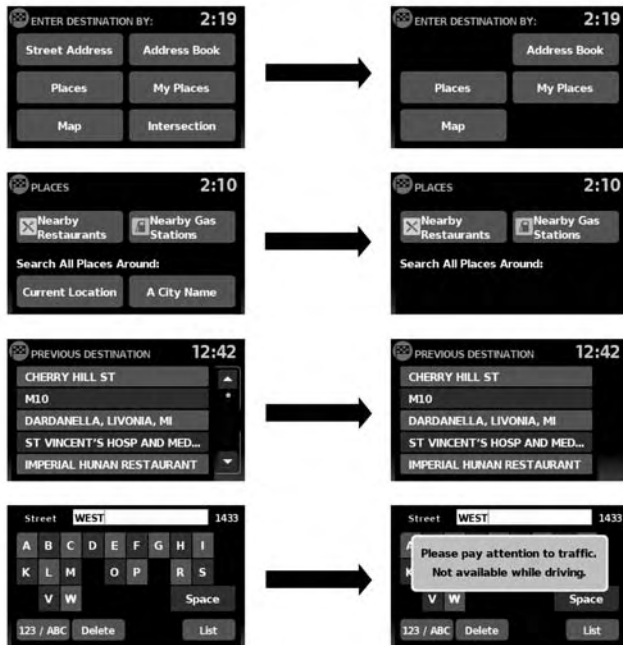 ENTER DESTINATION BY: 2:19
Street Address Address Book
Places My Places
Map Intersection
ENTER DESTINATION BY: 2:19
Address Book
Places My Places
Map
PLACES 2:10
Nearby Restaurants Nearby Gas Stations
Search All Places Around:
Current Location A City Name
PLACES 2:10
Nearby Restaurants Nearby Gas Stations
Search All Places Around:
PREVIOUS DESTINATION 12:42
CHERRY HILL ST
M10
DARDANELLA, LIVONIA, MI
ST VINCENT'S HOSP AND MED...
IMPERIAL HUNAN RESTAURANT
PREVIOUS DESTINATION 12:42
CHERRY HILL ST
M10
DARDANELLA, LIVONIA, MI
ST VINCENT'S HOSP AND MED...
IMPERIAL HUNAN RESTAURANT
Street WEST 1433
A B C D E F G H I
K L M O P R S
V W Space
123 / ABC Delete List
Street WEST 1433
Please pay attention to traffic.
Not available while driving.
K
V W Space
123 / ABC Delete List